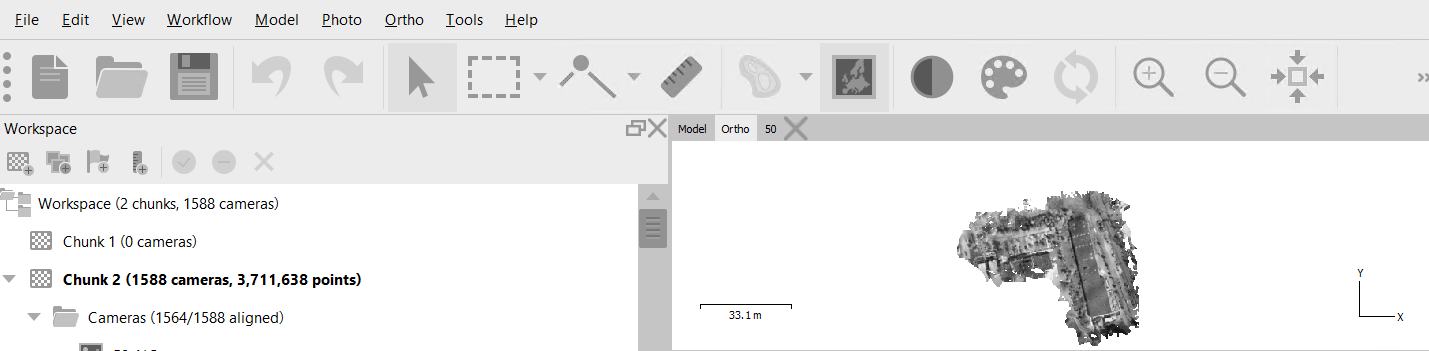 File Edit View Workflow Model Photo Ortho Tools Help
Workspace
Model Ortho 50
Workspace (2 chunks, 1588 cameras)
Chunk 1 (0 cameras)
Chunk 2 (1588 cameras, 3,711,638 points)
Cameras (1564/1588 aligned)
33.1 m
Y
X